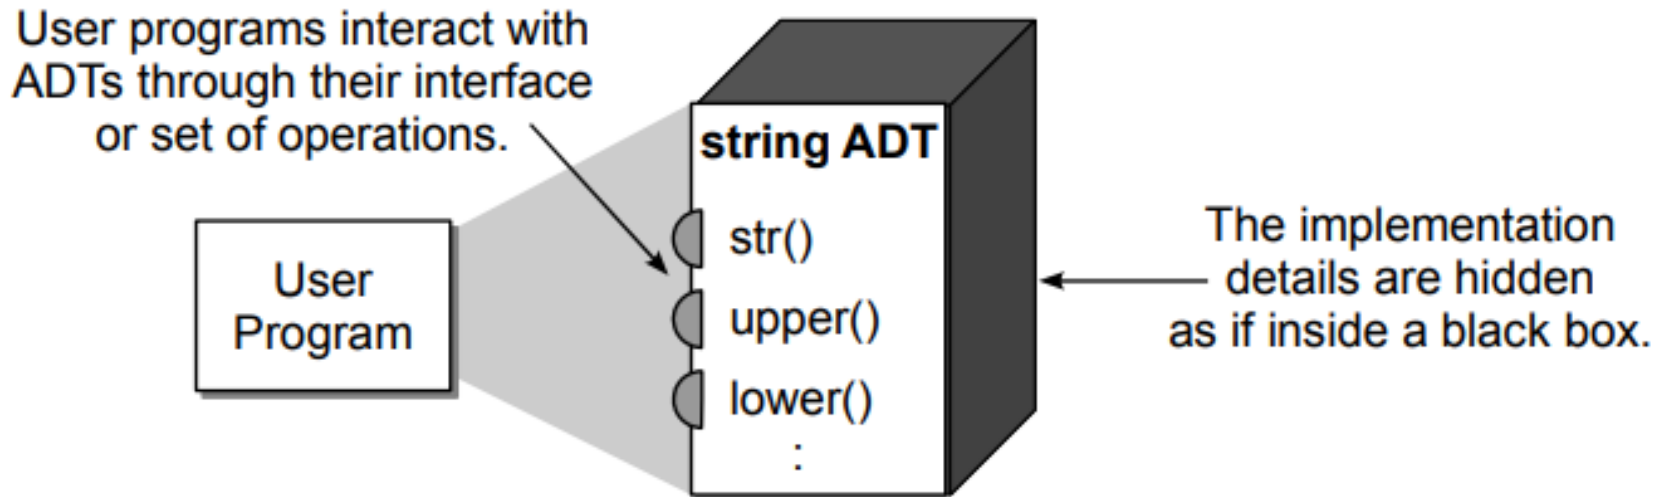 User programs interact with
ADTs through their interface
or set of operations.
string ADT
str()
upper()
lower()
:
User
Program
The implementation
details are hidden
as if inside a black box.